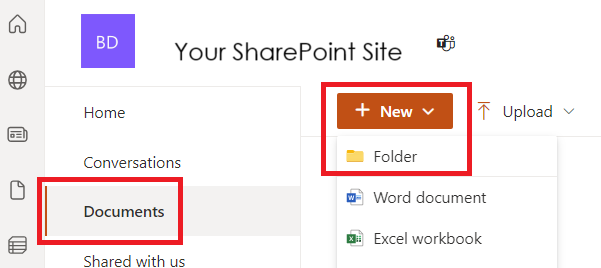 BD
Your SharePoint Site
Home
Conversations
Documents
Shared with us
+ New
Upload
Folder
Word document
Excel workbook